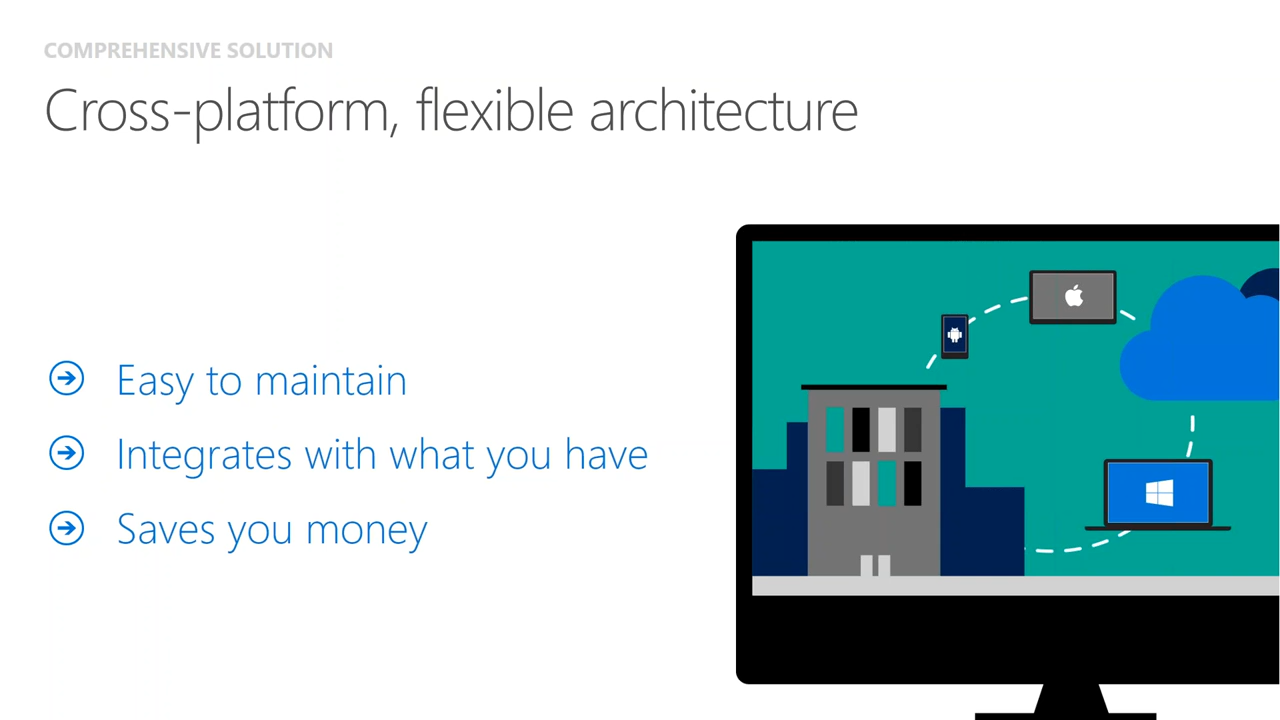 COMPREHENSIVE SOLUTION
Cross-platform, flexible architecture
Easy to maintain
Integrates with what you have
Saves you money